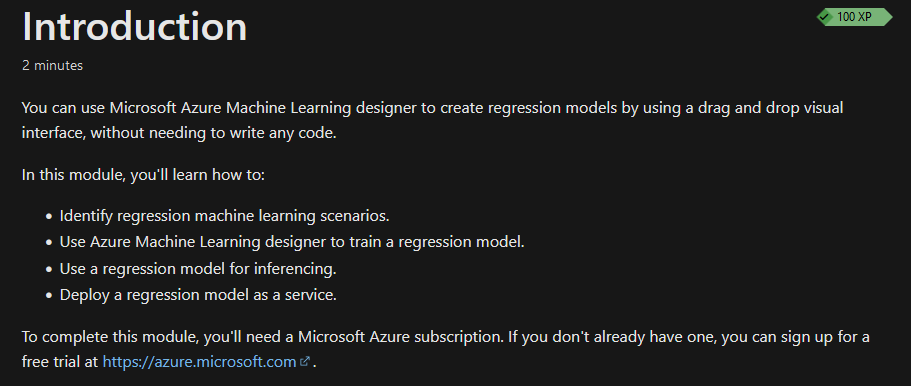 Introduction
100 XP
2 minutes
You can use Microsoft Azure Machine Learning designer to create regression models by using a drag and drop visual
interface, without needing to write any code.
In this module, you'll learn how to:
• Identify regression machine learning scenarios.
• Use Azure Machine Learning designer to train a regression model.
• Use a regression model for inferencing.
• Deploy a regression model as a service.
To complete this module, you'll need a Microsoft Azure subscription. If you don't already have one, you can sign up for a
free trial at https://azure.microsoft.com .